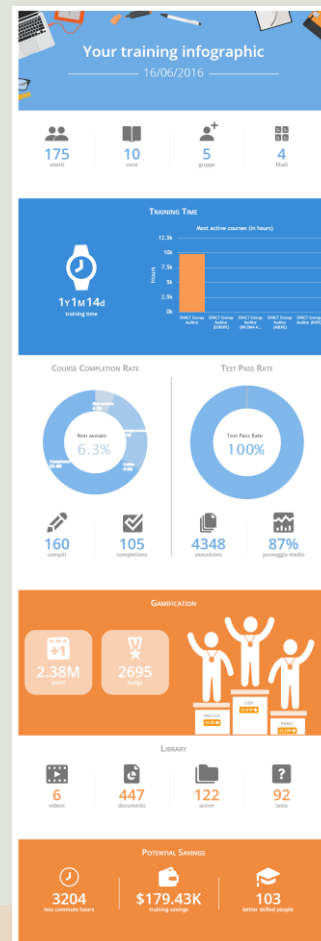 Your training infographic
16/06/2016
175
utenti
10
corsi
5
gruppi
4
filiali
TRAINING TIME
1Y 1M 14d
training time
Most active courses (in hours)
Hours
12.5k
10k
7.5k
5k
2.5k
0k
COURSE COMPLETION RATE
Non avviato
6.3%
TEST PASS RATE
Test Pass Rate
100%
160
compiti
105
completions
4348
executions
87%
punteggio medio
GAMIFICATION
+1
2.38M
punti
2695
badge
LIBRARY
6
videos
447
documents
122
scorm
92
tests
POTENTIAL SAVINGS
3204
less commute hours
$179.43K
training savings
103
better skilled people